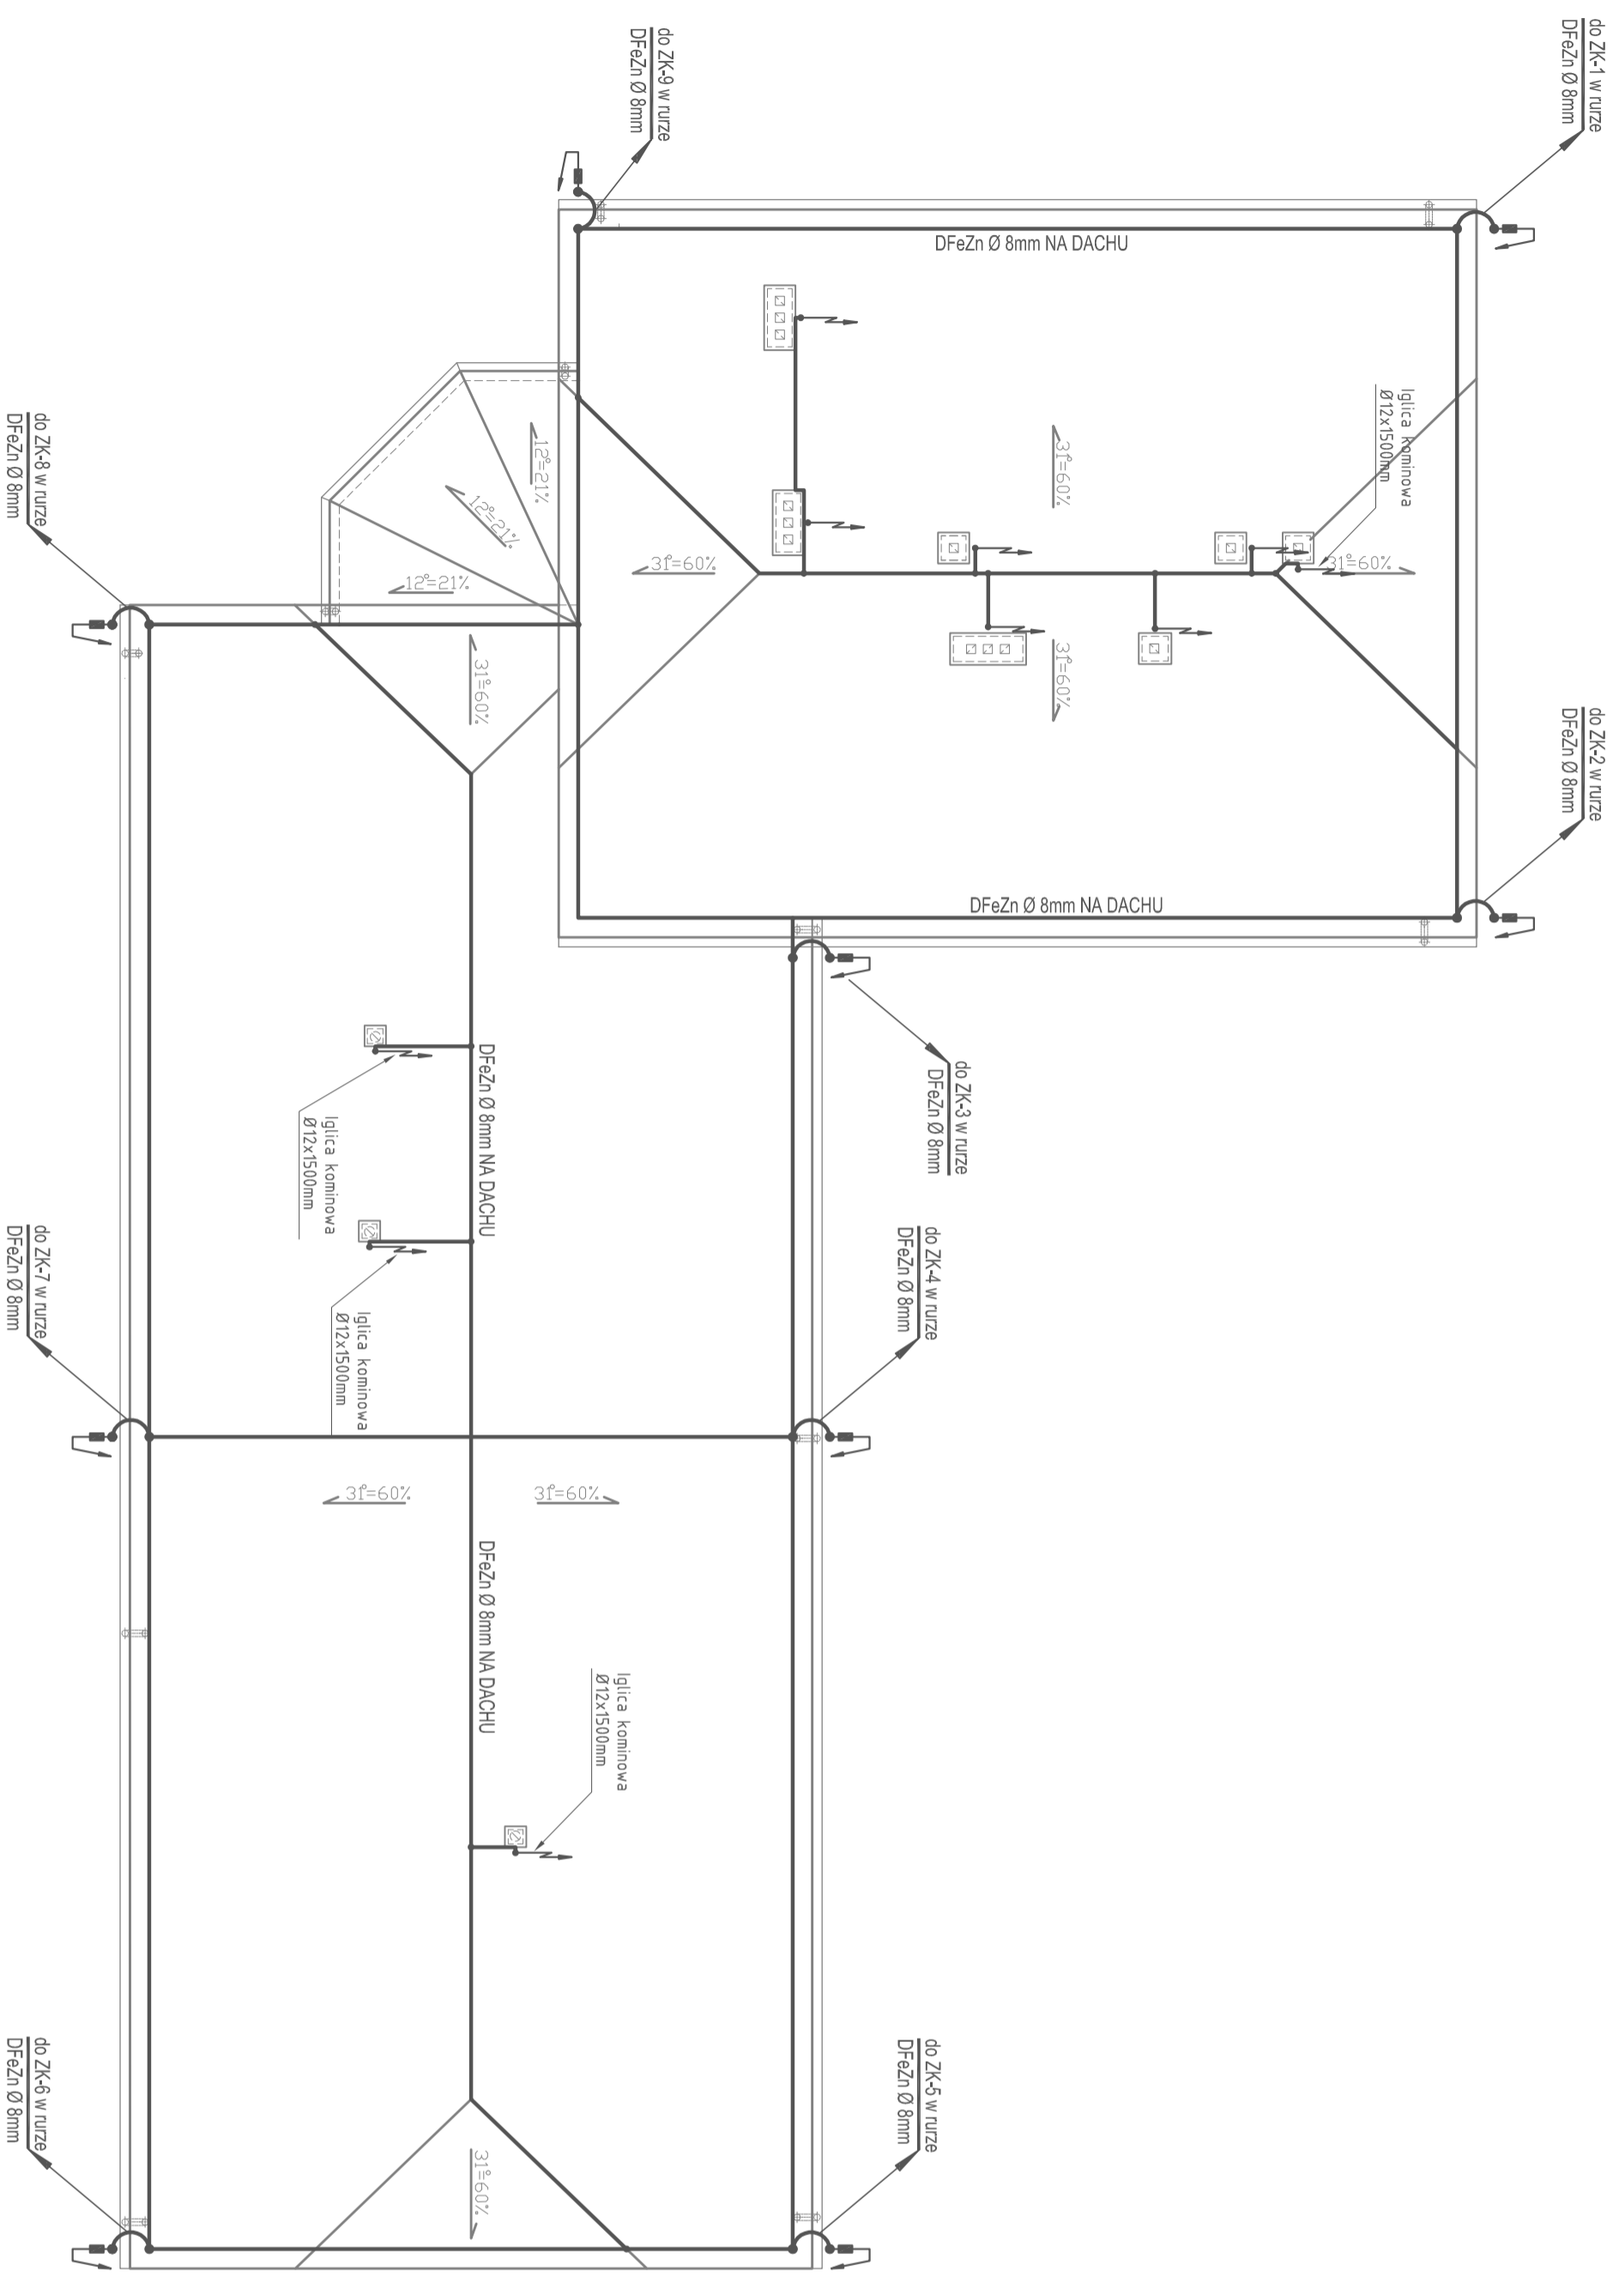 do ZK-1 w rurze
DFeZn Ø 8mm
do ZK-9 w rurze
DFeZn Ø 8mm
DFeZn Ø 8mm NA DACHU
Iglica kominowa
Ø12x1500mm
31°=60%
12°=21%
12°=21%
12°=21%
31°=60%
31°=60%
31°=60%
31°=60%
do ZK-8 w rurze
DFeZn Ø 8mm
do ZK-2 w rurze
DFeZn Ø 8mm
DFeZn Ø 8mm NA DACHU
do ZK-3 w rurze
DFeZn Ø 8mm
DFeZn Ø 8mm NA DACHU
Iglica kominowa
Ø12x1500mm
do ZK-4 w rurze
DFeZn Ø 8mm
do ZK-7 w rurze
DFeZn Ø 8mm
Iglica kominowa
Ø12x1500mm
31°=60%
31°=60%
DFeZn Ø 8mm NA DACHU
Iglica kominowa
Ø12x1500mm
do ZK-5 w rurze
DFeZn Ø 8mm
do ZK-6 w rurze
DFeZn Ø 8mm
31°=60%